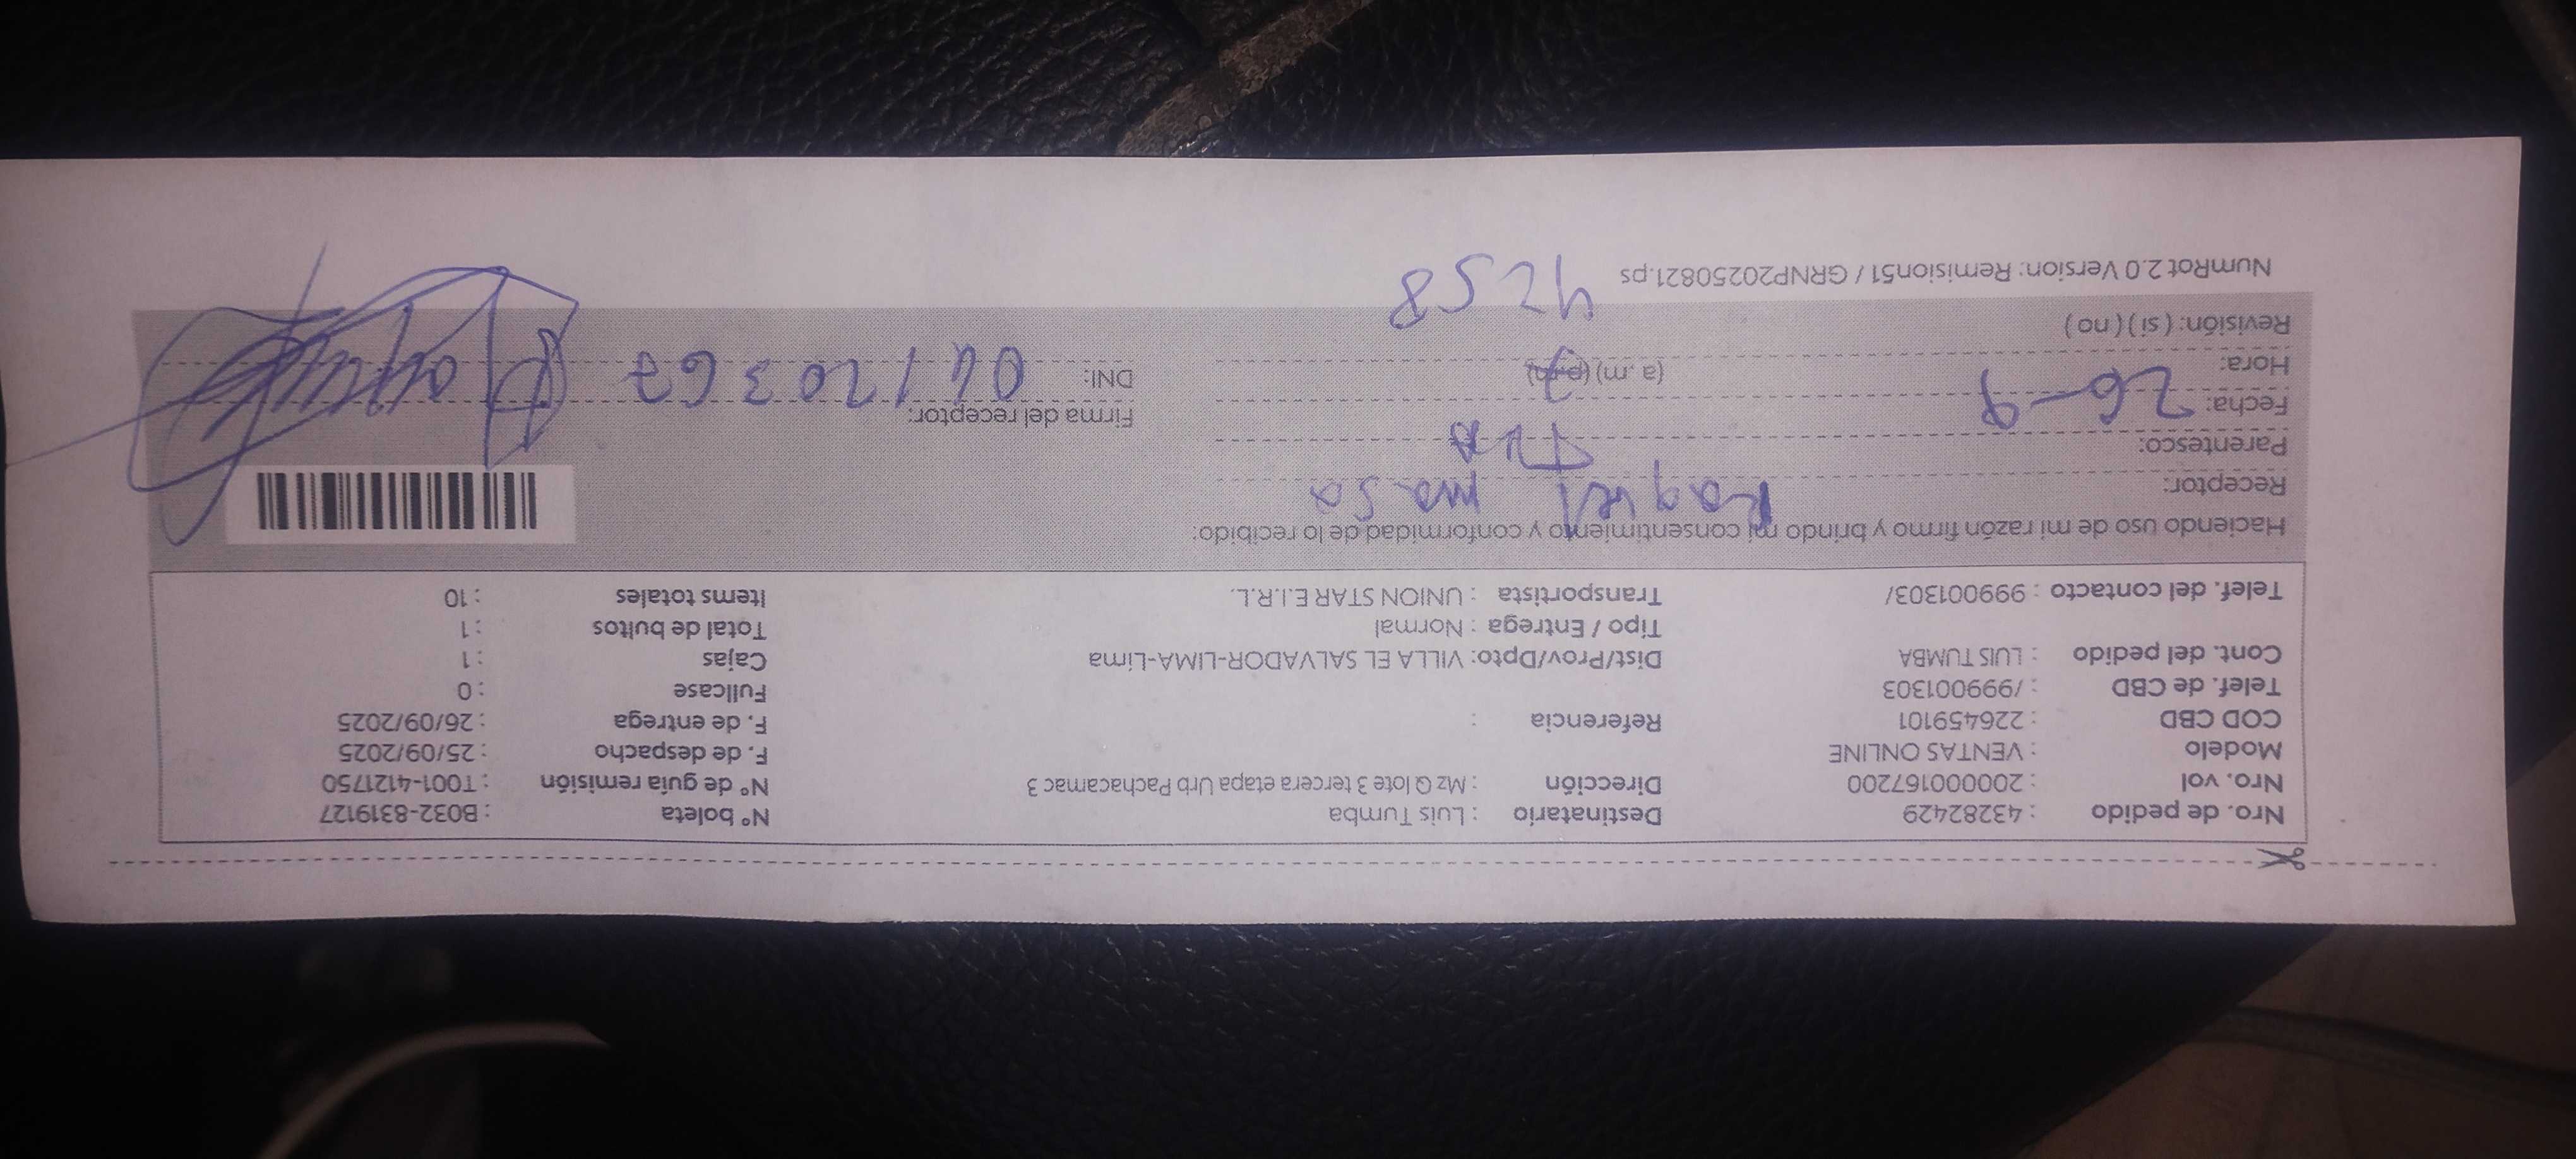 Nro. de pedido : 43282429
Nro. vol : 200000167200
Modelo : VENTAS ONLINE
COD CBD : 226459101
Telef. de CBD : /999001303
Cont. del pedido : LUIS TUMBA
Telef. del contacto : 999001303/
Destinatario : Luis Tumba
Dirección : Mz Q lote 3 tercera etapa Urb Pachacamac 3
Referencia :
Dist/Prov/Dpto: VILLA EL SALVADOR-LIMA-Lima
Tipo / Entrega : Normal
Transportista : UNION STAR E.I.R.L.
N° boleta : B032-8319127
N° de guía remisión : T001-4121750
F. de despacho : 25/09/2025
F. de entrega : 26/09/2025
Fullcase : 0
Cajas : 1
Total de bultos : 1
Items totales : 10
Haciendo uso de mi razón firmo y brindo mi consentimiento y conformidad de lo recibido:
Receptor: Raquel
Parentesco:
Fecha: 26-9
Hora: (a.m) (p.m)
Revisión: ( si ) ( no )
4258
Firma del receptor:
DNI: 04120367
NumRot 2.0 Version: Remision51 / GRNP20250821.ps